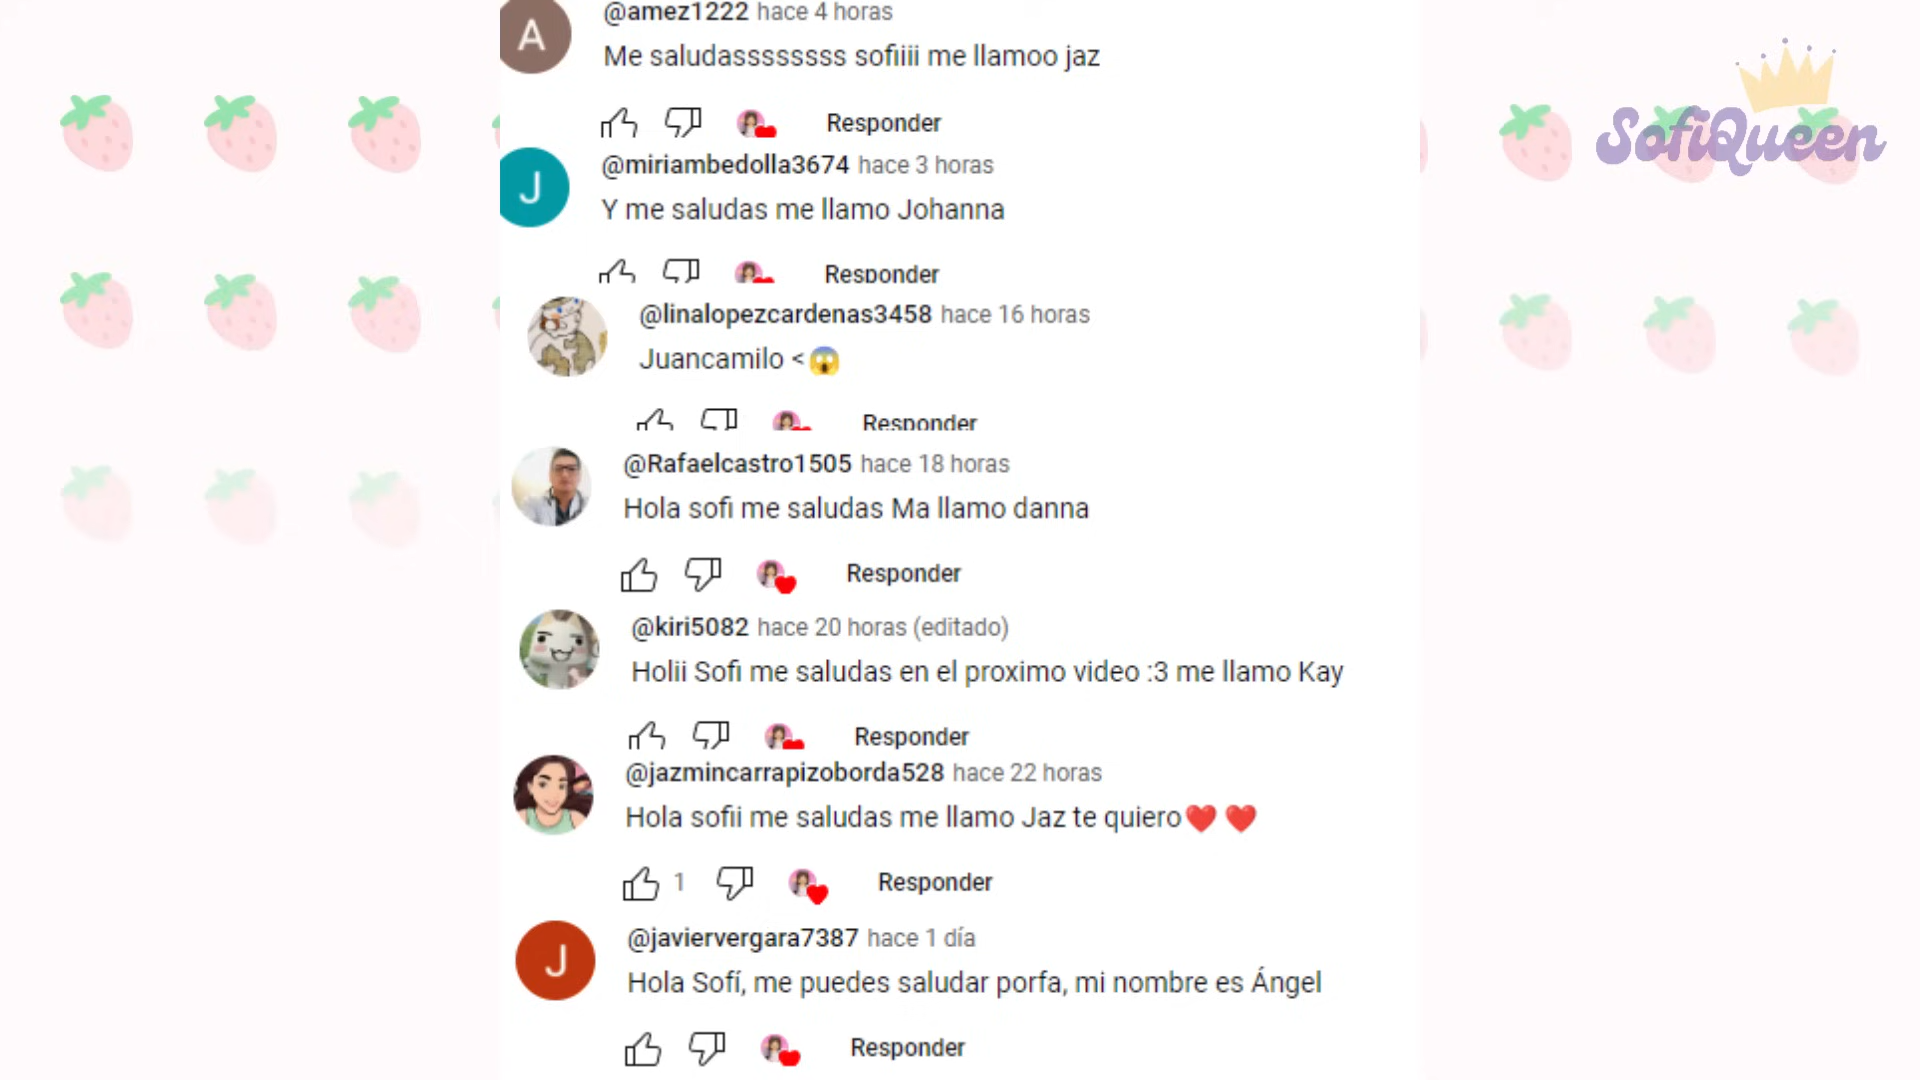 @amez1222 hace 4 horas
Me saludassssssss sofiiii me llamoo jaz
A
Responder
SofiQueen
@miriambedolla3674 hace 3 horas
Y me saludas me llamo Johanna
J
Responder
@linalopezcardenas3458 hace 16 horas
Juancamilo <😱
Responder
@Rafaelcastro1505 hace 18 horas
Hola sofi me saludas Ma llamo danna
Responder
@kiri5082 hace 20 horas (editado)
Holii Sofi me saludas en el proximo video :3 me llamo Kay
Responder
@jazmincarrapizoborda528 hace 22 horas
Hola sofii me saludas me llamo Jaz te quiero❤️ ❤️
1 Responder
@javiervergara7387 hace 1 día
Hola Sofí, me puedes saludar porfa, mi nombre es Ángel
J
Responder